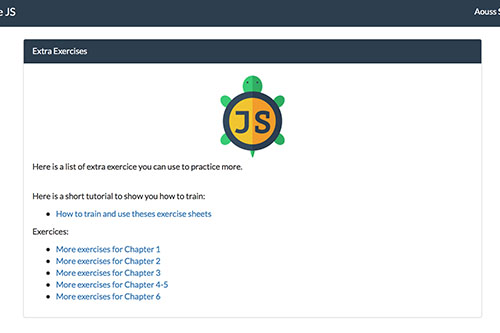 e JS
Aouss S
Extra Exercises
JS
Here is a list of extra exercice you can use to practice more.
Here is a short tutorial to show you how to train:
How to train and use theses exercise sheets
Exercices:
More exercises for Chapter 1
More exercises for Chapter 2
More exercises for Chapter 3
More exercises for Chapter 4-5
More exercises for Chapter 6